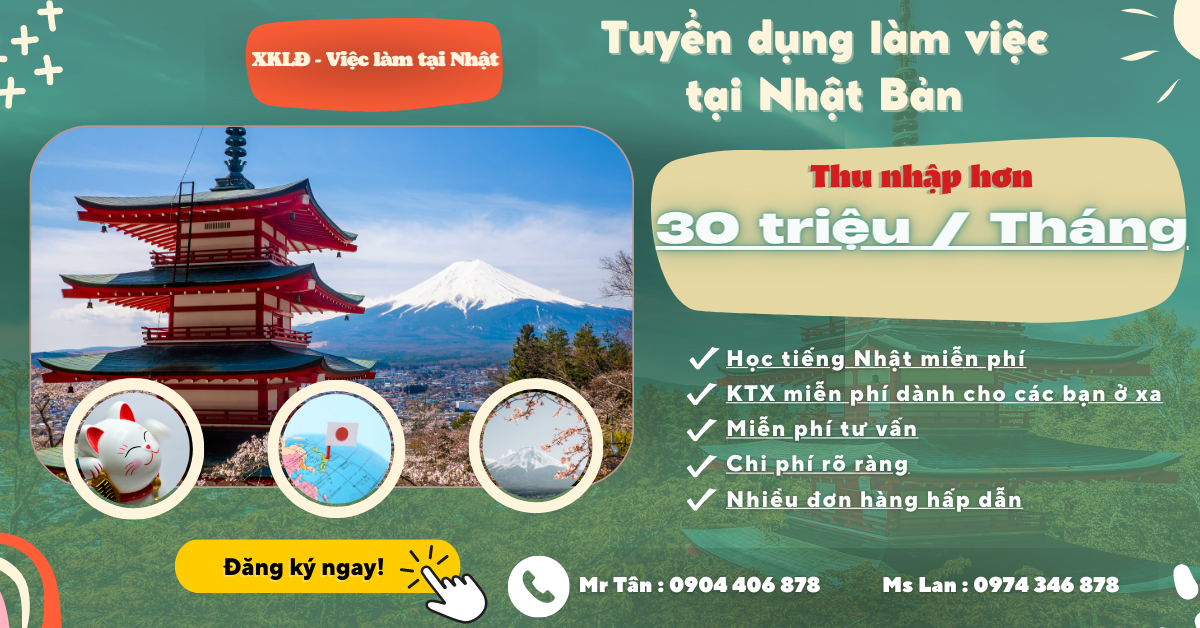 XKLĐ - Việc làm tại Nhật
Tuyển dụng làm việc
tại Nhật Bản
Thu nhập hơn
30 triệu / Tháng
Học tiếng Nhật miễn phí
KTX miễn phí dành cho các bạn ở xa
Miễn phí tư vấn
Chi phí rõ ràng
Nhiều đơn hàng hấp dẫn
Đăng ký ngay!
Mr Tân : 0904 406 878
Ms Lan : 0974 346 878